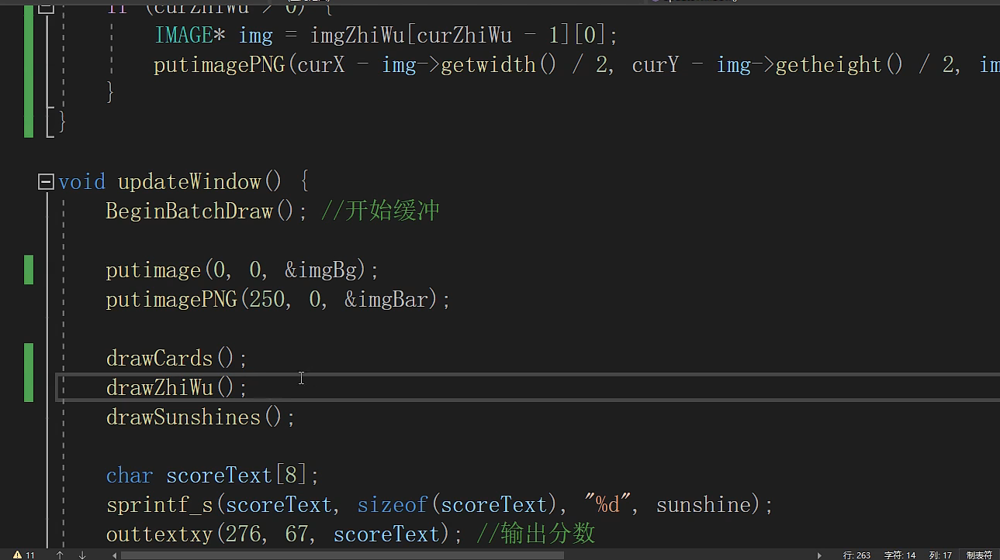 if (curZhiWu > 0) {
IMAGE* img = imgZhiWu[curZhiWu - 1][0];
putimagePNG(curX - img->getwidth() / 2, curY - img->getheight() / 2, im
}
}
void updateWindow() {
BeginBatchDraw(); //开始缓冲
putimage(0, 0, &imgBg);
putimagePNG(250, 0, &imgBar);
drawCards();
drawZhiWu();
drawSunshines();
char scoreText[8];
sprintf_s(scoreText, sizeof(scoreText), "%d", sunshine);
outtextxy(276, 67, scoreText); //输出分数
11 行: 263 字符: 14 列: 17 制表符